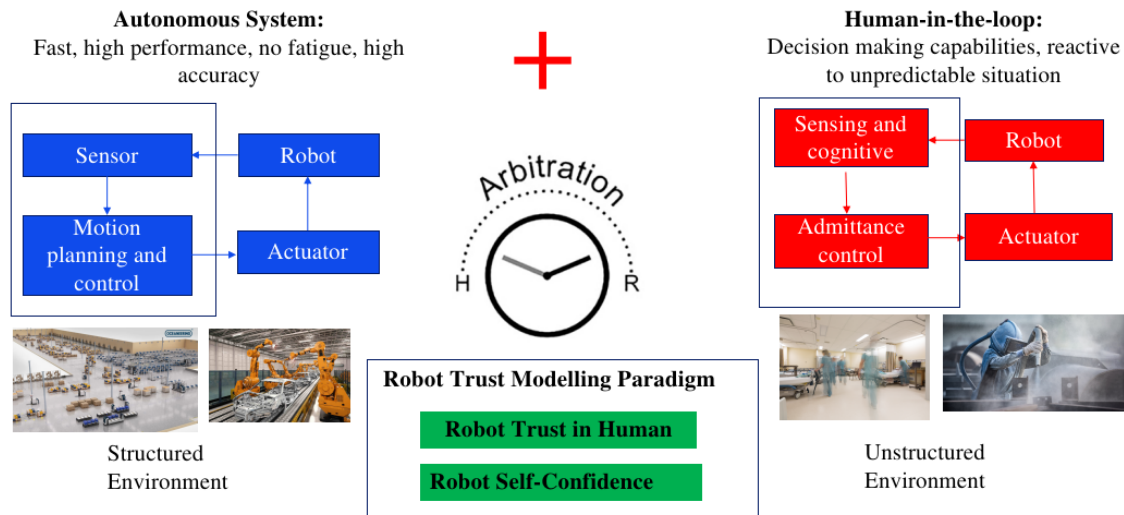 Autonomous System:
Fast, high performance, no fatigue, high
accuracy
Sensor
Robot
Motion
planning and
control
Actuator
Structured
Environment
Arbitration
H
R
Robot Trust Modelling Paradigm
Robot Trust in Human
Robot Self-Confidence
Human-in-the-loop:
Decision making capabilities, reactive
to unpredictable situation
Sensing and
cognitive
Robot
Admittance
control
Actuator
Unstructured
Environment